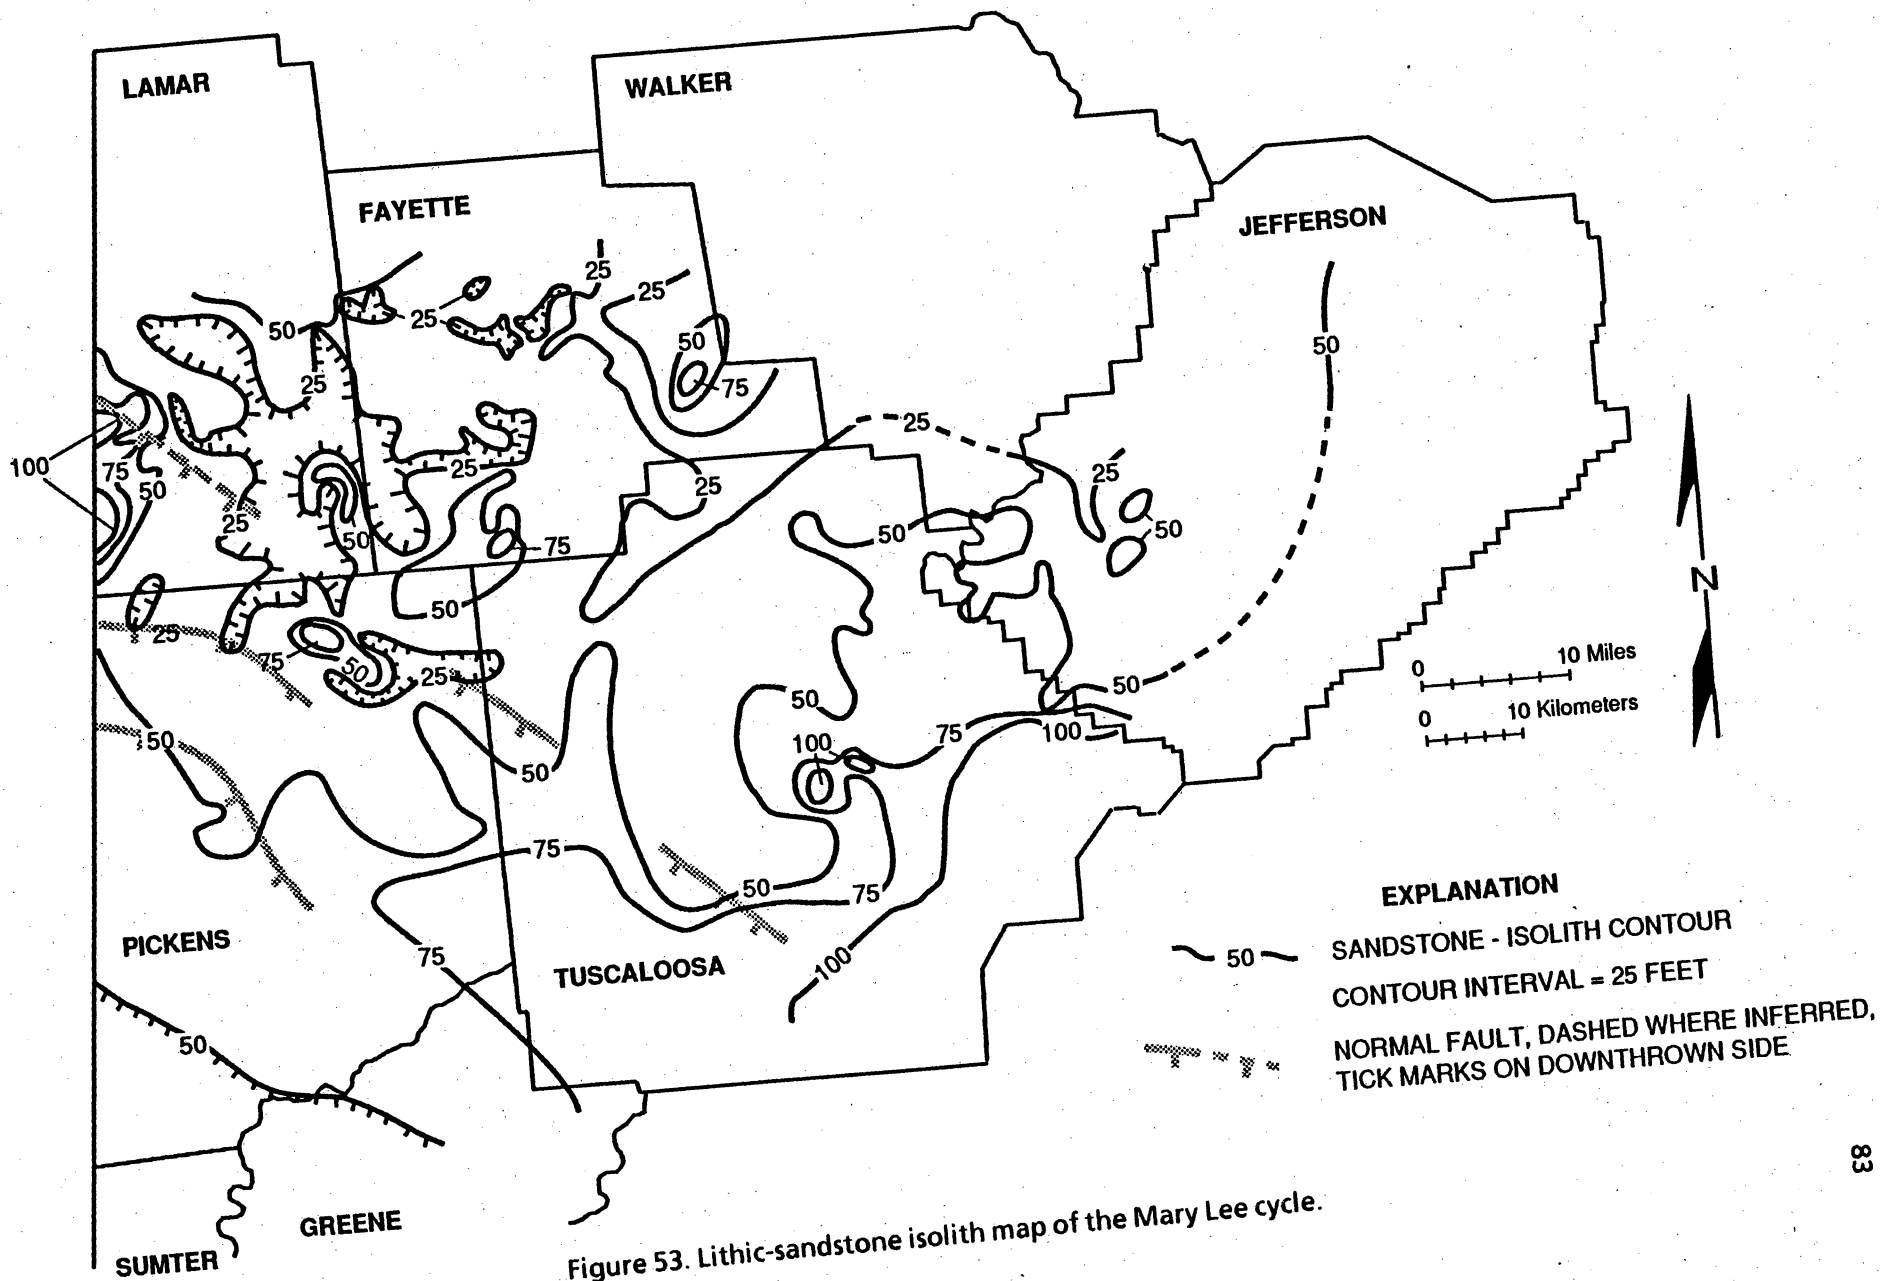 LAMAR
WALKER
FAYETTE
JEFFERSON
25
25
25
50
50
50
75
25
25
50
25
25
100
75
50
25
50
25
75
25
50
25
50
50
25
75
50
25
50
50
50
50
75
100
100
75
50
75
100
75
50
PICKENS
TUSCALOOSA
GREENE
SUMTER
N
0 10 Miles
0 10 Kilometers
EXPLANATION
50 SANDSTONE - ISOLITH CONTOUR
CONTOUR INTERVAL = 25 FEET
NORMAL FAULT, DASHED WHERE INFERRED,
TICK MARKS ON DOWNTHROWN SIDE
83
Figure 53. Lithic-sandstone isolith map of the Mary Lee cycle.